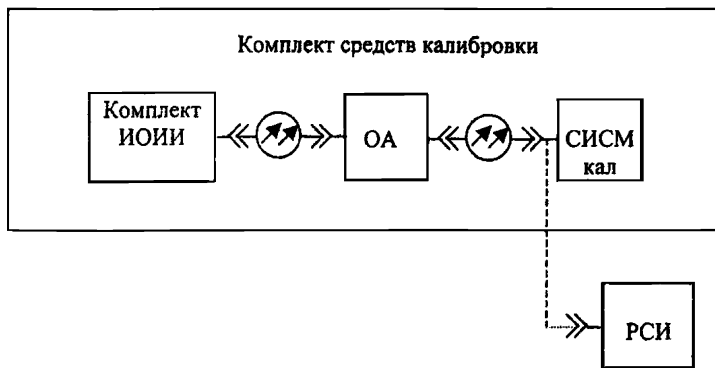 Комплект средств калибровки
Комплект
ИОИИ
ОА
СИСМ
кал
РСИ